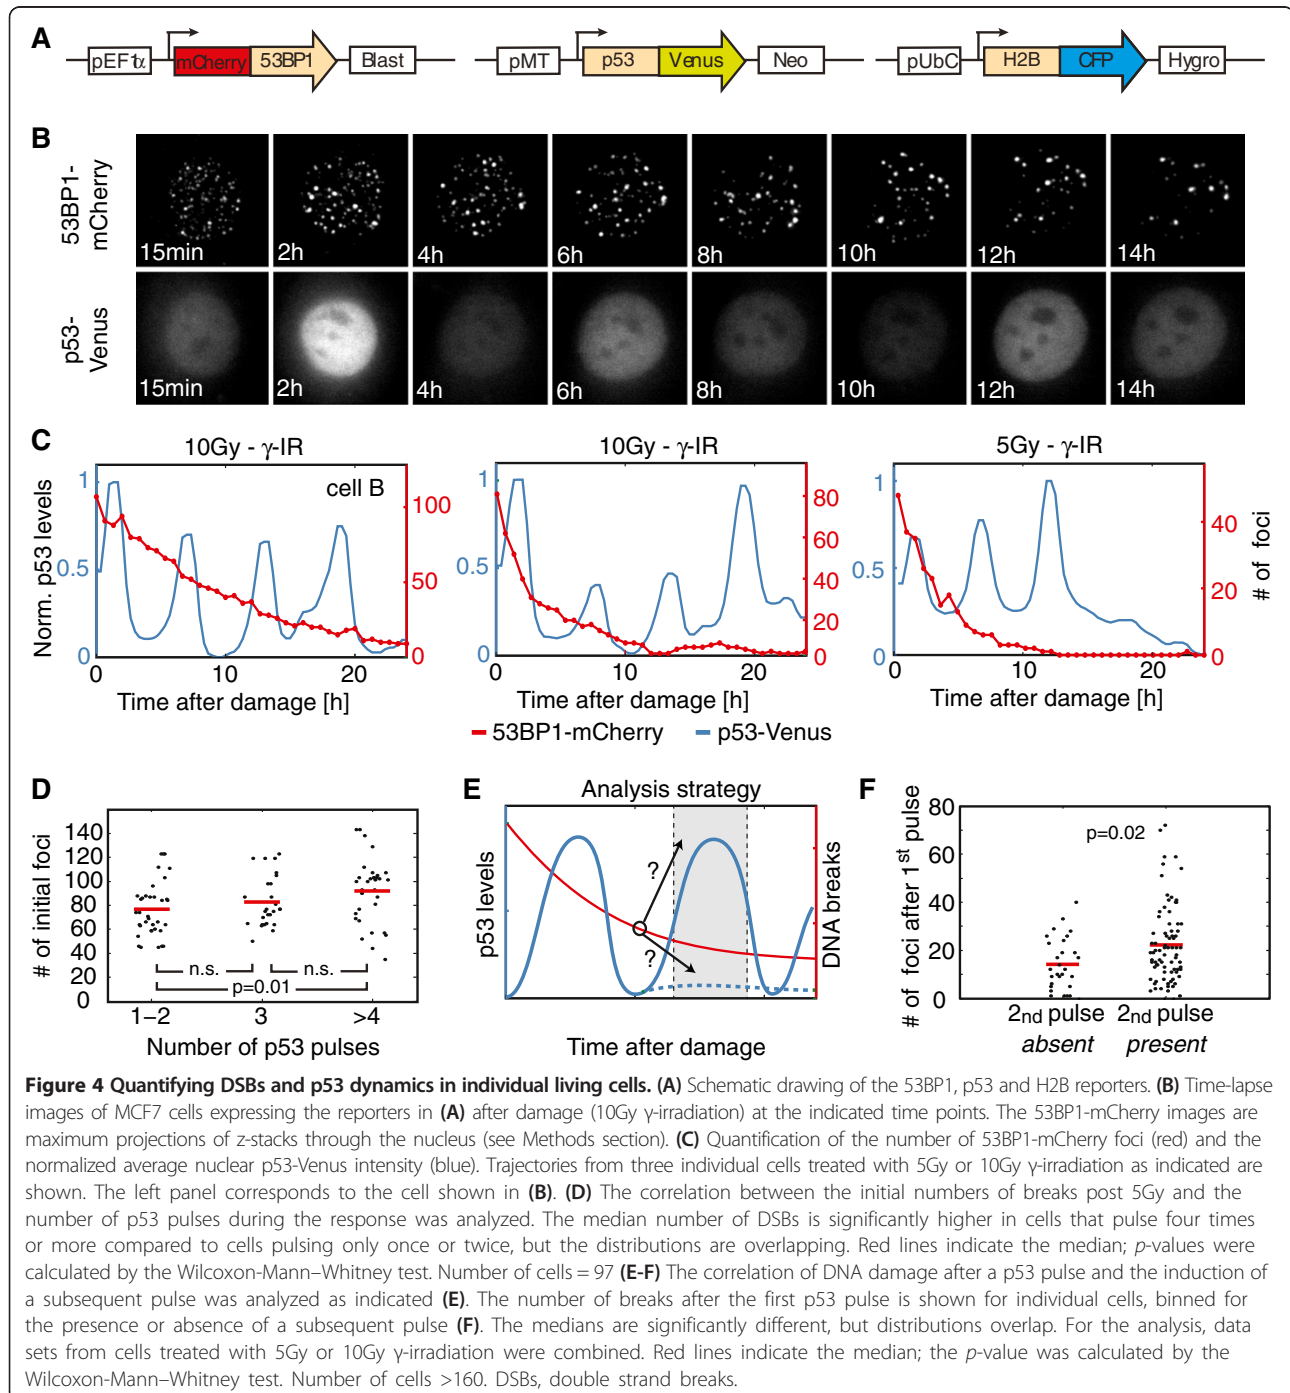 A
pEF1α mCherry 53BP1 Blast
pMT p53 Venus Neo
pUbC H2B CFP Hygro
B
53BP1-
mCherry
15min 2h 4h 6h 8h 10h 12h 14h
p53-
Venus
15min 2h 4h 6h 8h 10h 12h 14h
C
10Gy - γ-IR
10Gy - γ-IR
5Gy - γ-IR
cell B
Norm. p53 levels
1
0.5
0
100
50
0
0 10 20
Time after damage [h]
1
0.5
0
80
60
40
20
0
0 10 20
Time after damage [h]
1
0.5
0
40
20
0
0 10 20
Time after damage [h]
# of foci
53BP1-mCherry p53-Venus
D
# of initial foci
140
120
100
80
60
40
20
0
n.s. n.s.
p=0.01
1–2 3 >4
Number of p53 pulses
E
Analysis strategy
p53 levels
?
?
DNA breaks
Time after damage
F
# of foci after 1st pulse
80
60
40
20
0
p=0.02
2nd pulse 2nd pulse
absent present
Figure 4 Quantifying DSBs and p53 dynamics in individual living cells. (A) Schematic drawing of the 53BP1, p53 and H2B reporters. (B) Time-lapse
images of MCF7 cells expressing the reporters in (A) after damage (10Gy γ-irradiation) at the indicated time points. The 53BP1-mCherry images are
maximum projections of z-stacks through the nucleus (see Methods section). (C) Quantification of the number of 53BP1-mCherry foci (red) and the
normalized average nuclear p53-Venus intensity (blue). Trajectories from three individual cells treated with 5Gy or 10Gy γ-irradiation as indicated are
shown. The left panel corresponds to the cell shown in (B). (D) The correlation between the initial numbers of breaks post 5Gy and the
number of p53 pulses during the response was analyzed. The median number of DSBs is significantly higher in cells that pulse four times
or more compared to cells pulsing only once or twice, but the distributions are overlapping. Red lines indicate the median; p-values were
calculated by the Wilcoxon-Mann–Whitney test. Number of cells = 97 (E-F) The correlation of DNA damage after a p53 pulse and the induction of
a subsequent pulse was analyzed as indicated (E). The number of breaks after the first p53 pulse is shown for individual cells, binned for
the presence or absence of a subsequent pulse (F). The medians are significantly different, but distributions overlap. For the analysis, data
sets from cells treated with 5Gy or 10Gy γ-irradiation were combined. Red lines indicate the median; the p-value was calculated by the
Wilcoxon-Mann–Whitney test. Number of cells >160. DSBs, double strand breaks.